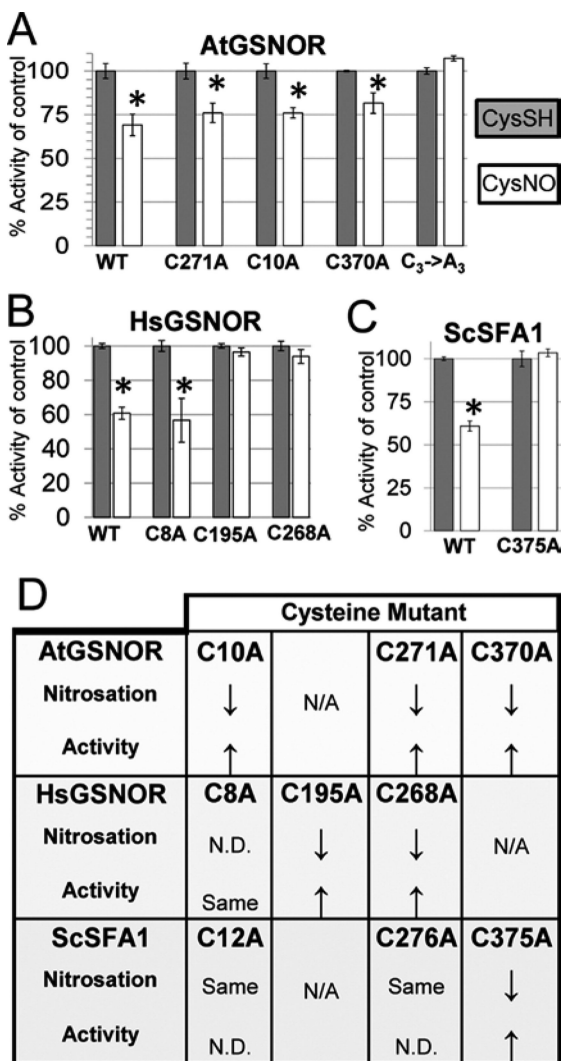 A
AtGSNOR
% Activity of control
100
75
50
25
0
* * * *
WT C271A C10A C370A C₃->A₃
CysSH
CysNO
B
HsGSNOR
% Activity of control
100
80
60
40
20
0
* *
WT C8A C195A C268A
C
ScSFA1
% Activity of control
100
75
50
25
0
*
WT C375A
D
Cysteine Mutant
AtGSNOR C10A C271A C370A
Nitrosation ↓ N/A ↓ ↓
Activity ↑ ↑ ↑
HsGSNOR C8A C195A C268A
Nitrosation N.D. ↓ ↓ N/A
Activity Same ↑ ↑
ScSFA1 C12A C276A C375A
Nitrosation Same N/A Same ↓
Activity N.D. N.D. ↑